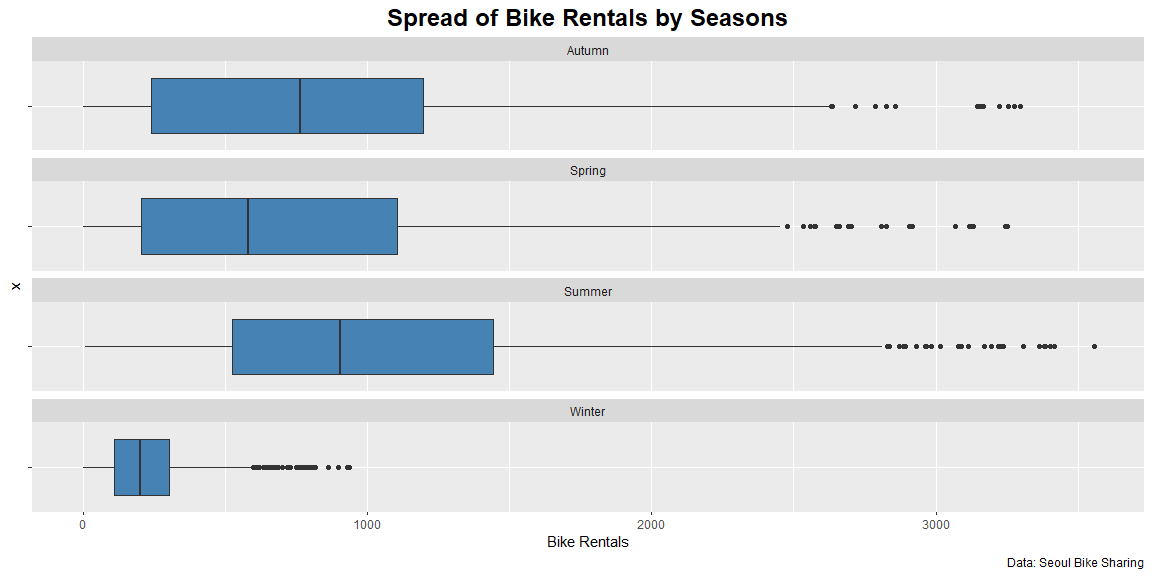 Spread of Bike Rentals by Seasons
Autumn
Spring
Summer
Winter
x
0 1000 2000 3000
Bike Rentals
Data: Seoul Bike Sharing